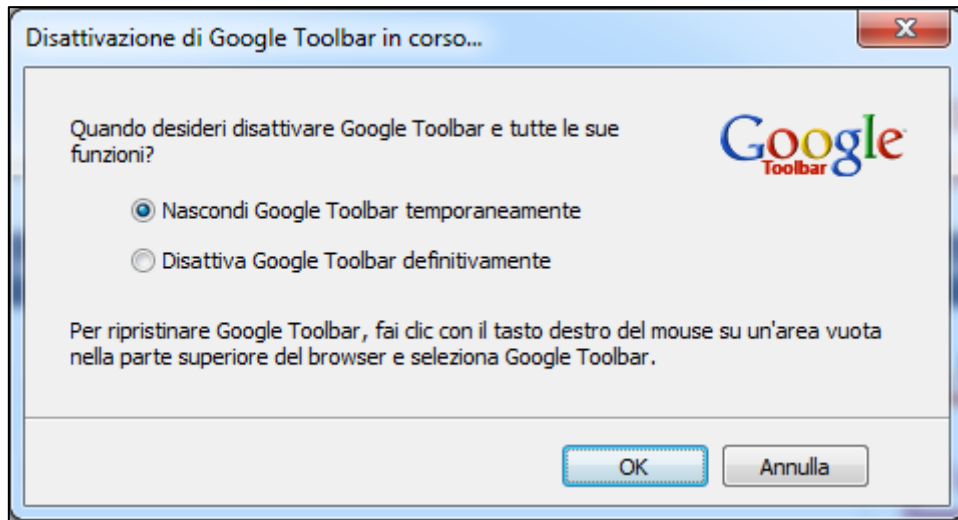 Disattivazione di Google Toolbar in corso...
Quando desideri disattivare Google Toolbar e tutte le sue
funzioni?
Google
Toolbar
Nascondi Google Toolbar temporaneamente
Disattiva Google Toolbar definitivamente
Per ripristinare Google Toolbar, fai clic con il tasto destro del mouse su un'area vuota
nella parte superiore del browser e seleziona Google Toolbar.
OK
Annulla